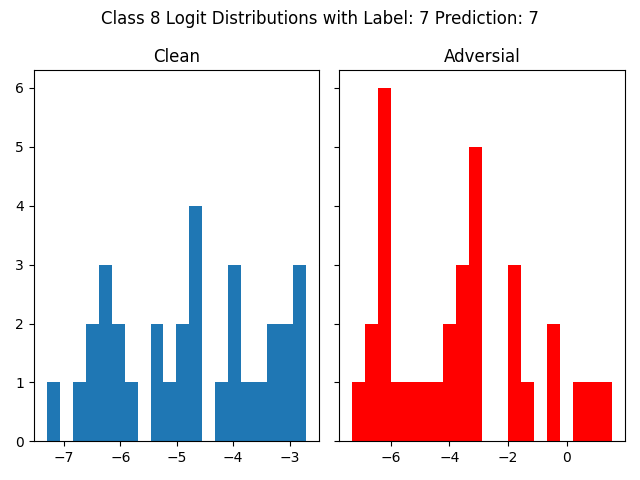 Class 8 Logit Distributions with Label: 7 Prediction: 7
Clean
Adversial
6
5
4
3
2
1
0
−7 −6 −5 −4 −3
−6 −4 −2 0